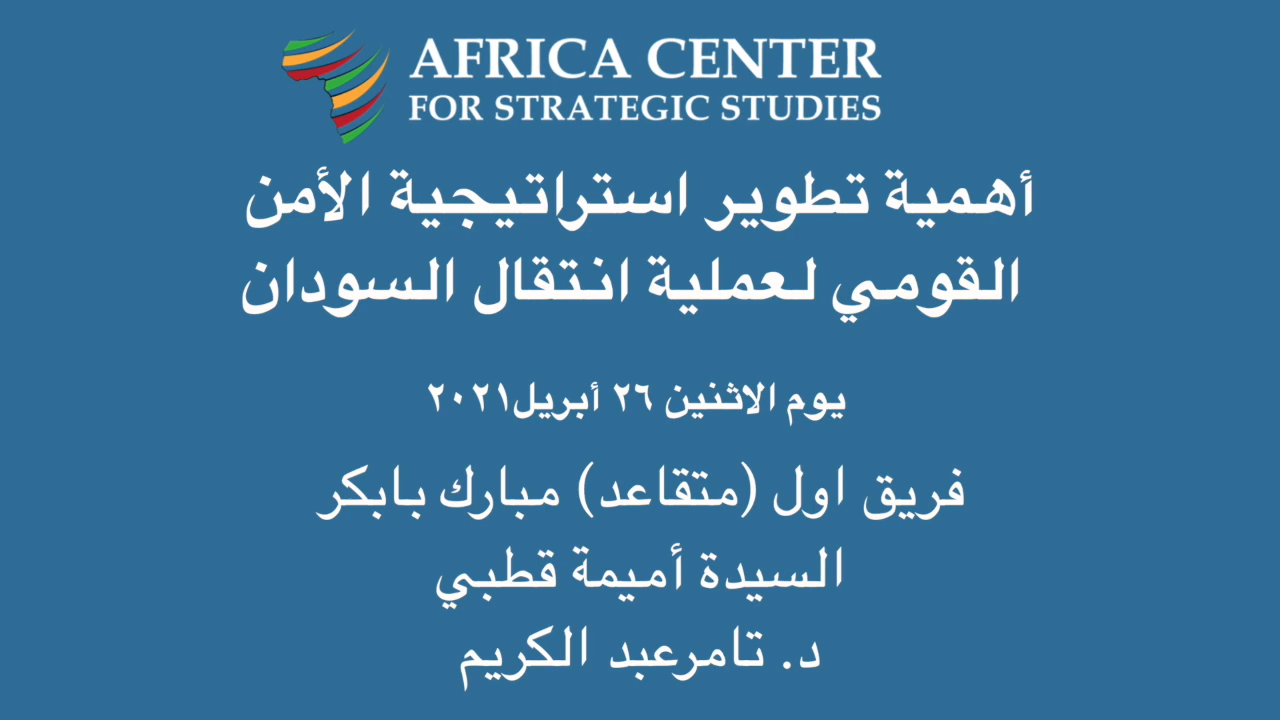 AFRICA CENTER
FOR STRATEGIC STUDIES
أهمية تطوير استراتيجية الأمن
القومي لعملية انتقال السودان
يوم الاثنين ٢٦ أبريل٢٠٢١
فريق اول (متقاعد) مبارك بابكر
السيدة أميمة قطبي
د. تامرعبد الكريم